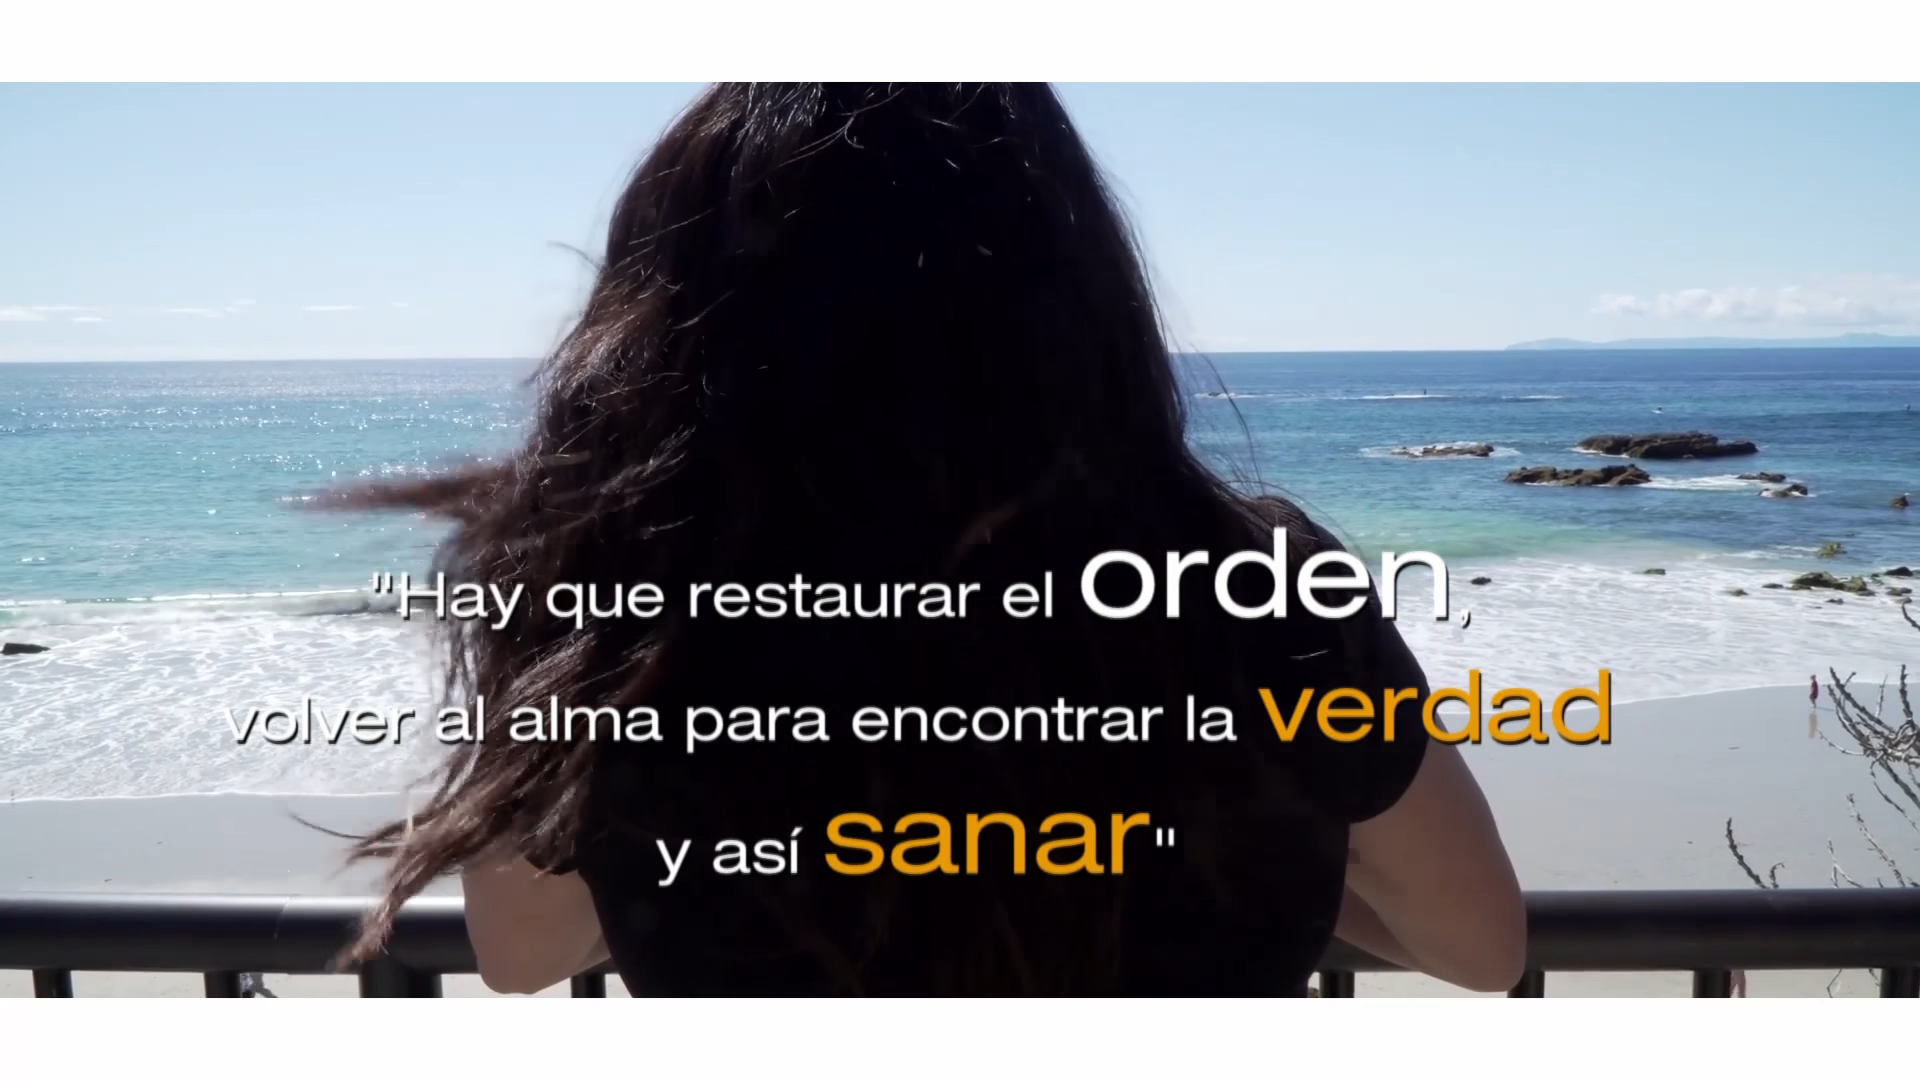 "Hay que restaurar el orden,
volver al alma para encontrar la verdad
y así sanar"